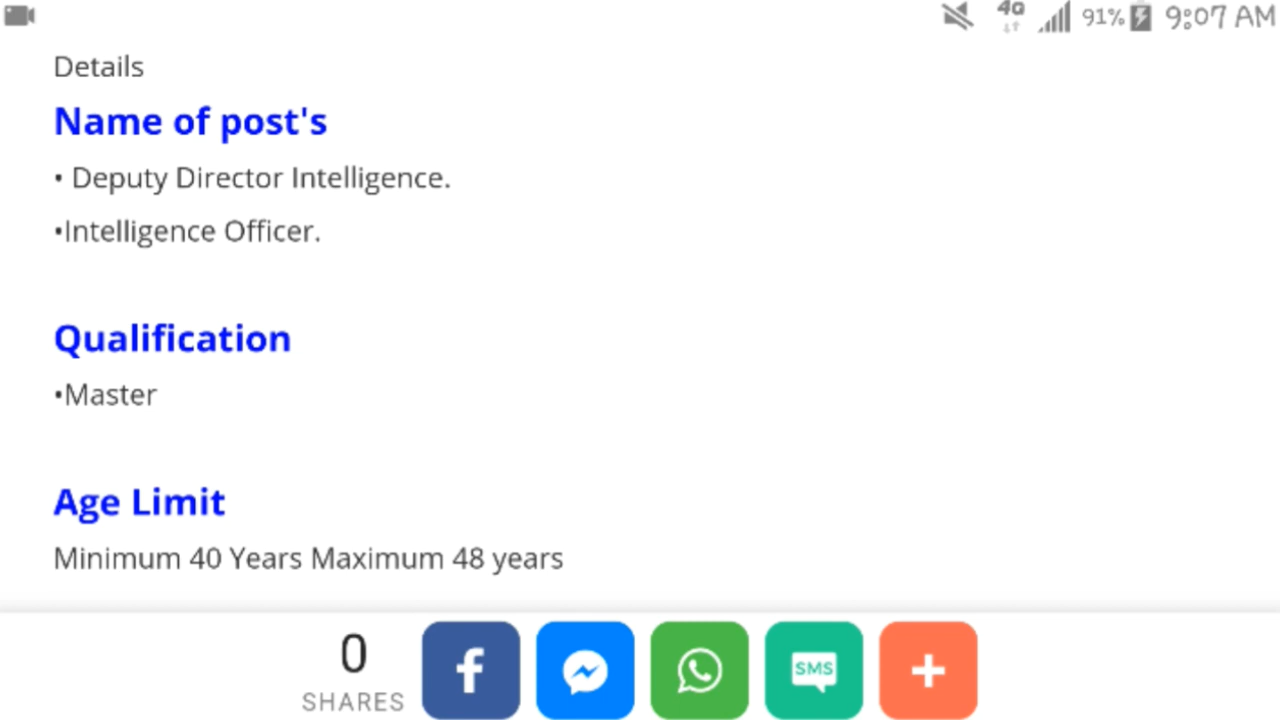 4G 91% 9:07 AM
Details
Name of post's
• Deputy Director Intelligence.
•Intelligence Officer.
Qualification
•Master
Age Limit
Minimum 40 Years Maximum 48 years
0
SHARES
f
SMS
+